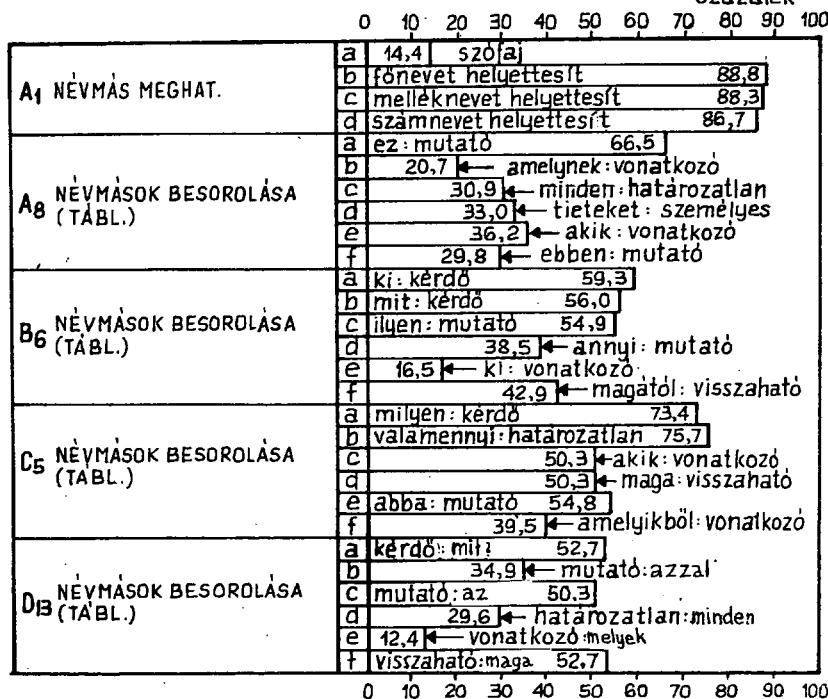 százalék
0 10 20 30 40 50 60 70 80 90 100
A1 NÉVMÁS MEGHAT.
a 14,4 szófaj
b főnevet helyettesít 88,8
c melléknevet helyettesít 88,3
d számnevet helyettesít 86,7
A8 NÉVMÁSOK BESOROLÁSA
(TÁBL.)
a ez: mutató 66,5
b 20,7 amelynek: vonatkozó
c 30,9 minden: határozatlan
d 33,0 tieteket: személyes
e 36,2 akik: vonatkozó
f 29,8 ebben: mutató
B6 NÉVMÁSOK BESOROLÁSA
(TÁBL.)
a ki: kérdő 59,3
b mit: kérdő 56,0
c ilyen: mutató 54,9
d 38,5 annyi: mutató
e 16,5 ki: vonatkozó
f 42,9 magától: visszaható
C5 NÉVMÁSOK BESOROLÁSA
(TÁBL.)
a milyen: kérdő 73,4
b valamennyi: határozatlan 75,7
c 50,3 akik: vonatkozó
d 50,3 maga: visszaható
e abba: mutató 54,8
f 39,5 amelyikből: vonatkozó
D13 NÉVMÁSOK BESOROLÁSA
(TÁBL.)
a kérdő: mit? 52,7
b 34,9 mutató: azzal
c mutató: az 50,3
d 29,6 határozatlan: minden
e 12,4 vonatkozó: melyek
f visszaható: maga 52,7
0 10 20 30 40 50 60 70 80 90 100